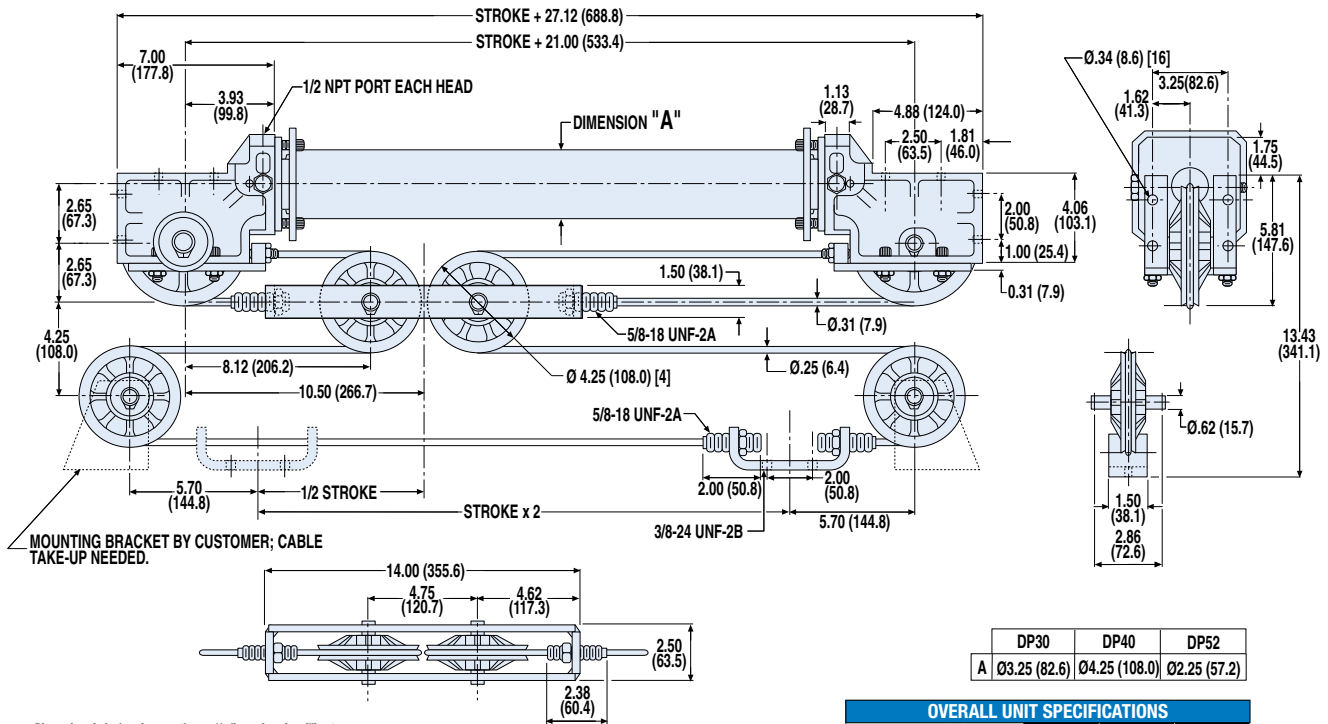 STROKE + 27.12 (688.8)
STROKE + 21.00 (533.4)
7.00
(177.8)
3.93
(99.8)
1/2 NPT PORT EACH HEAD
DIMENSION "A"
1.13
(28.7)
4.88 (124.0)
2.50
(63.5)
1.81
(46.0)
Ø.34 (8.6) [16]
3.25(82.6)
1.62
(41.3)
1.75
(44.5)
2.65
(67.3)
2.65
(67.3)
4.25
(108.0)
2.00
(50.8)
4.06
(103.1)
1.00 (25.4)
0.31 (7.9)
5.81
(147.6)
13.43
(341.1)
1.50 (38.1)
Ø.31 (7.9)
5/8-18 UNF-2A
8.12 (206.2)
Ø 4.25 (108.0) [4]
Ø.25 (6.4)
10.50 (266.7)
5/8-18 UNF-2A
Ø.62 (15.7)
2.00 (50.8)
2.00
(50.8)
5.70
(144.8)
1/2 STROKE
STROKE x 2
5.70 (144.8)
3/8-24 UNF-2B
1.50
(38.1)
2.86
(72.6)
MOUNTING BRACKET BY CUSTOMER; CABLE
TAKE-UP NEEDED.
14.00 (355.6)
4.75
(120.7)
4.62
(117.3)
2.50
(63.5)
2.38
(60.4)
DP30 DP40 DP52
A Ø3.25 (82.6) Ø4.25 (108.0) Ø2.25 (57.2)
OVERALL UNIT SPECIFICATIONS